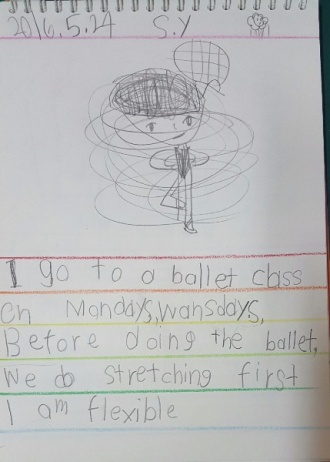 2016.5.24 S.Y
I go to a ballet class
on Mondays, wansdays,
Before doing the ballet,
We do stretching first
I am flexible